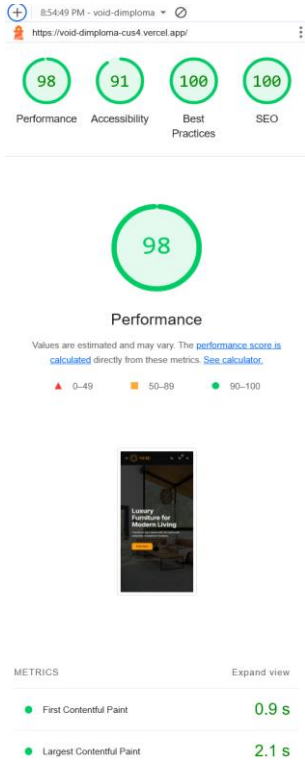 8:54:49 PM - void-dimploma
https://void-dimploma-cus4.vercel.app/
98
91
100
100
Performance
Accessibility
Best
Practices
SEO
98
Performance
Values are estimated and may vary. The performance score is
calculated directly from these metrics. See calculator.
0–49
50–89
90–100
Luxury
Furniture for
Modern Living
METRICS
Expand view
First Contentful Paint
0.9 s
Largest Contentful Paint
2.1 s